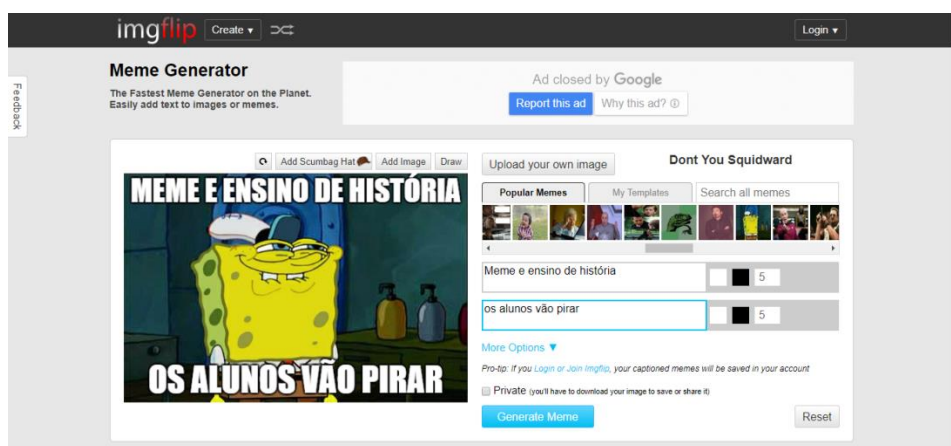 imgflip Create ▾ Login ▾
Feedback
Meme Generator
The Fastest Meme Generator on the Planet.
Easily add text to images or memes.
Ad closed by Google
Report this ad Why this ad?
Add Scumbag Hat Add Image Draw
MEME E ENSINO DE HISTÓRIA
OS ALUNOS VÃO PIRAR
Upload your own image Dont You Squidward
Popular Memes My Templates Search all memes
Meme e ensino de história 5
os alunos vão pirar 5
More Options ▼
Pro-tip: If you Login or Join Imgflip, your captioned memes will be saved in your account
Private (you'll have to download your image to save or share it)
Generate Meme Reset